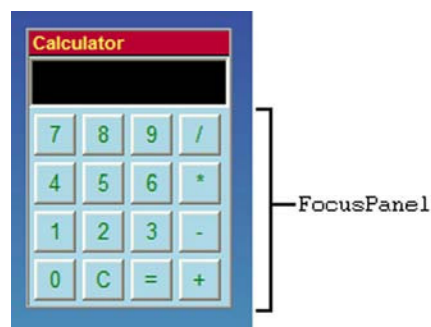 Calculator
7 8 9 /
4 5 6 *
1 2 3 -
0 C = +
FocusPanel